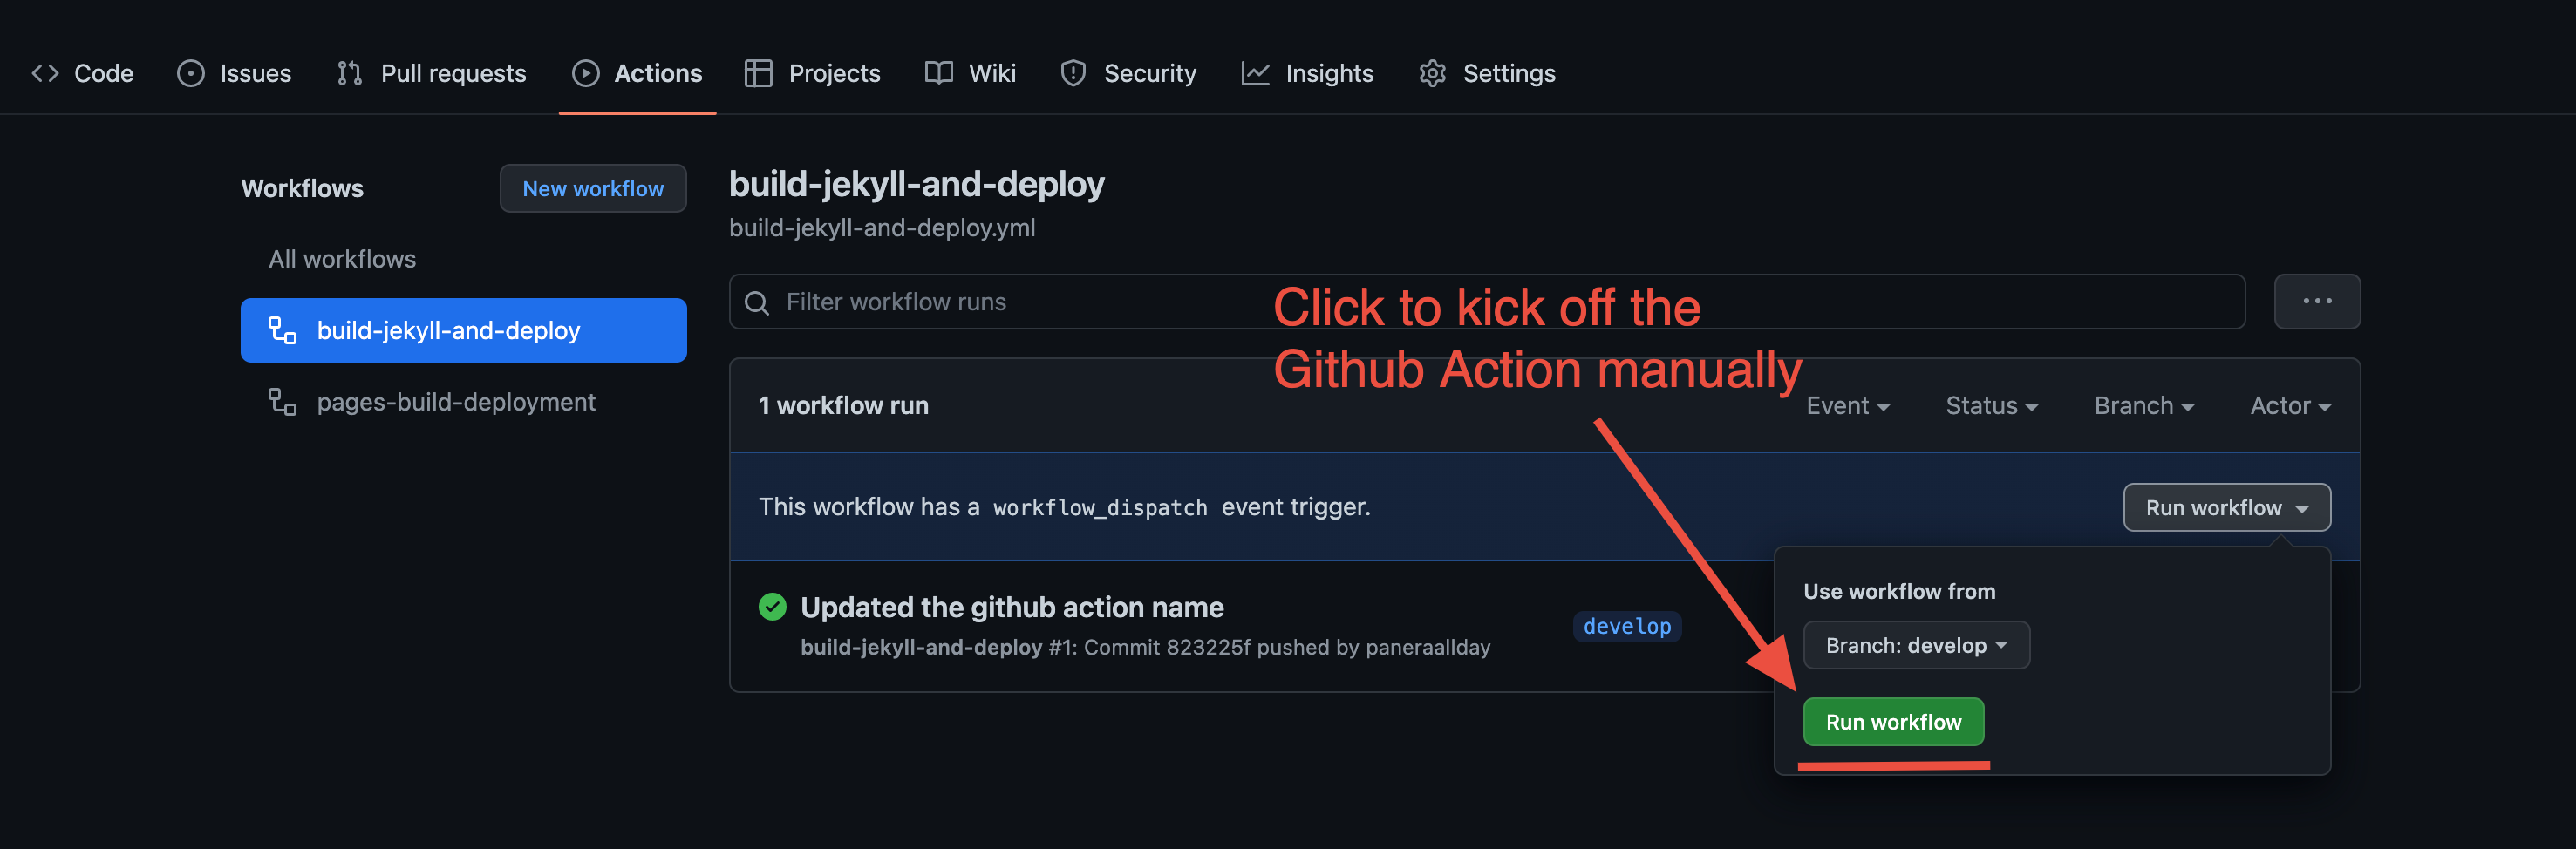 Code Issues Pull requests Actions Projects Wiki Security Insights Settings
Workflows New workflow
All workflows
build-jekyll-and-deploy
pages-build-deployment
build-jekyll-and-deploy
build-jekyll-and-deploy.yml
Filter workflow runs
Click to kick off the
Github Action manually
1 workflow run
Event Status Branch Actor
This workflow has a workflow_dispatch event trigger.
Run workflow
Updated the github action name
build-jekyll-and-deploy #1: Commit 823225f pushed by paneraallday
develop
Use workflow from
Branch: develop
Run workflow